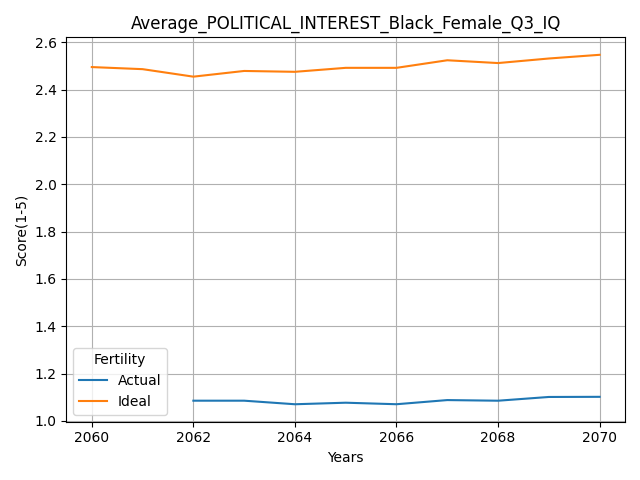 Average_POLITICAL_INTEREST_Black_Female_Q3_IQ
2.6
2.4
2.2
2.0
1.8
1.6
1.4
1.2
1.0
Score(1-5)
Fertility
Actual
Ideal
2060 2062 2064 2066 2068 2070
Years